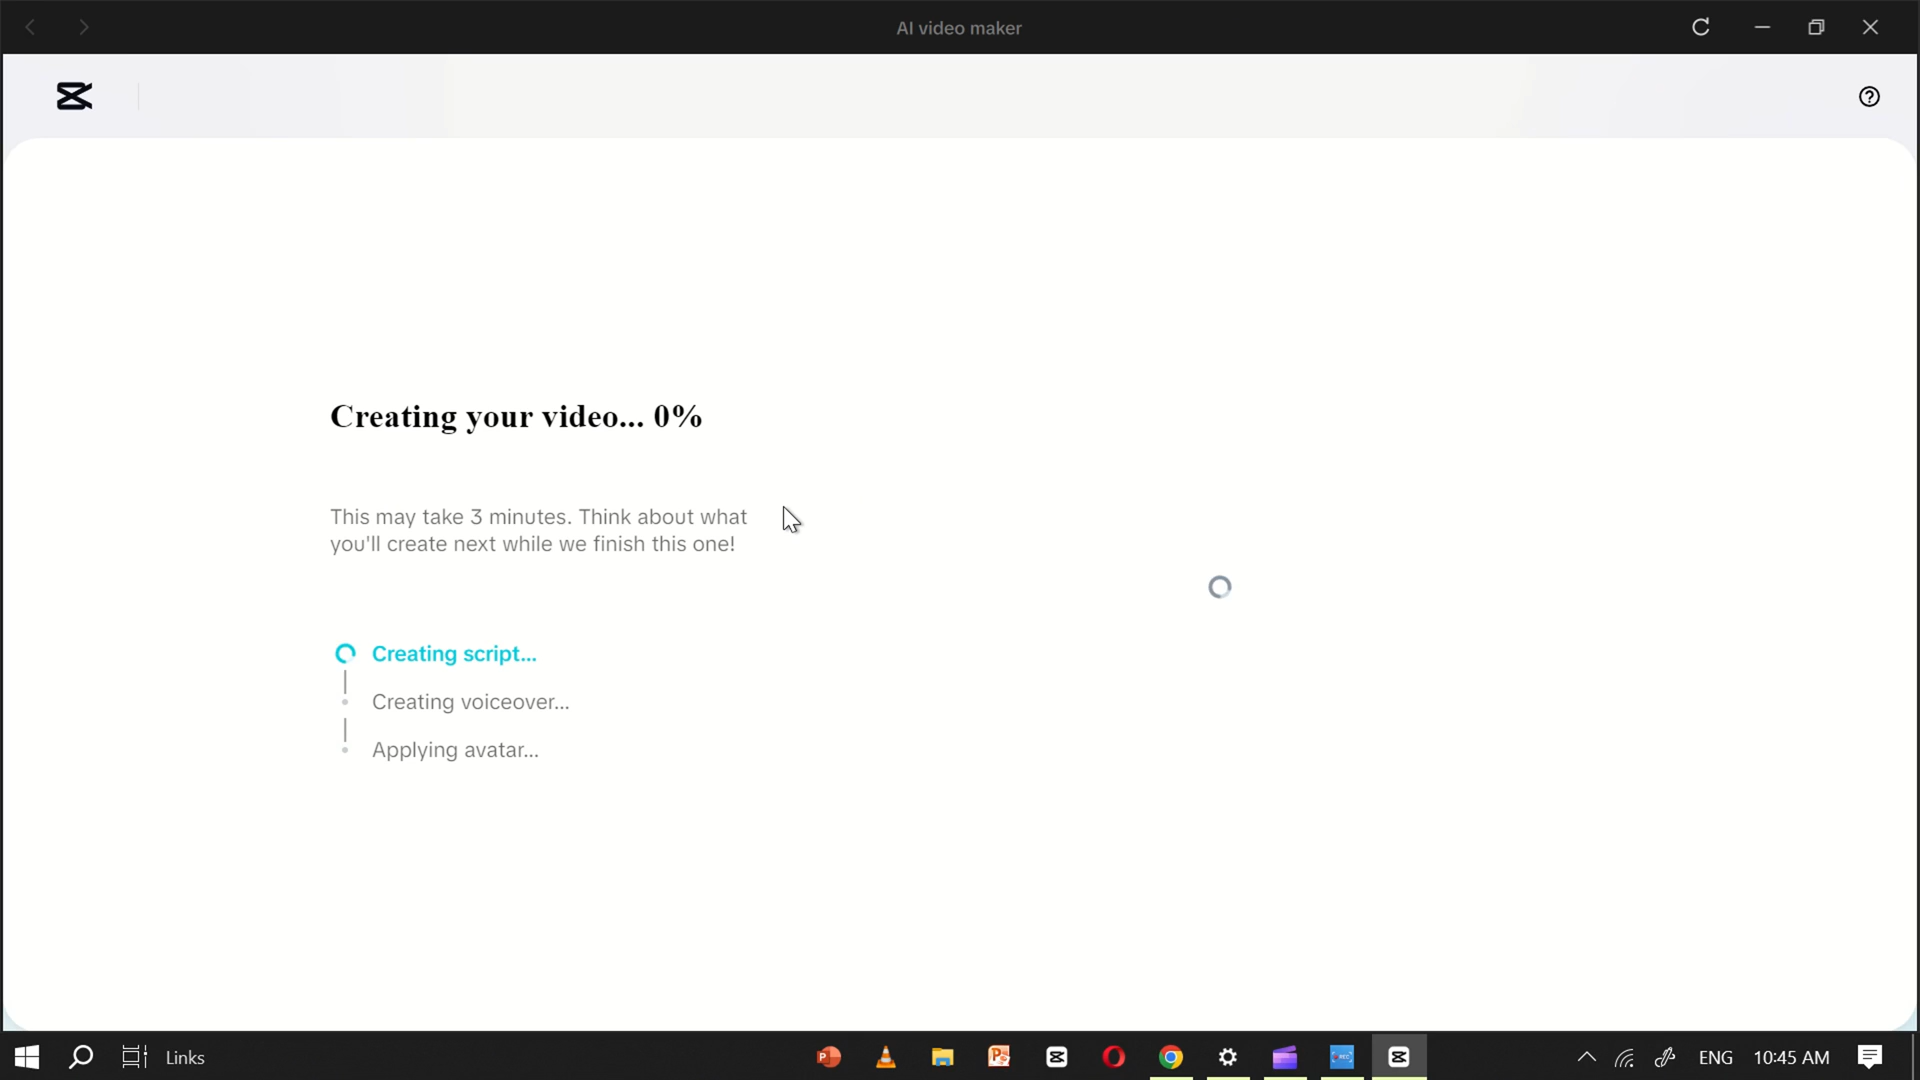 AI video maker
Creating your video... 0%
This may take 3 minutes. Think about what
you'll create next while we finish this one!
Creating script...
Creating voiceover...
Applying avatar...
Links
ENG
10:45 AM